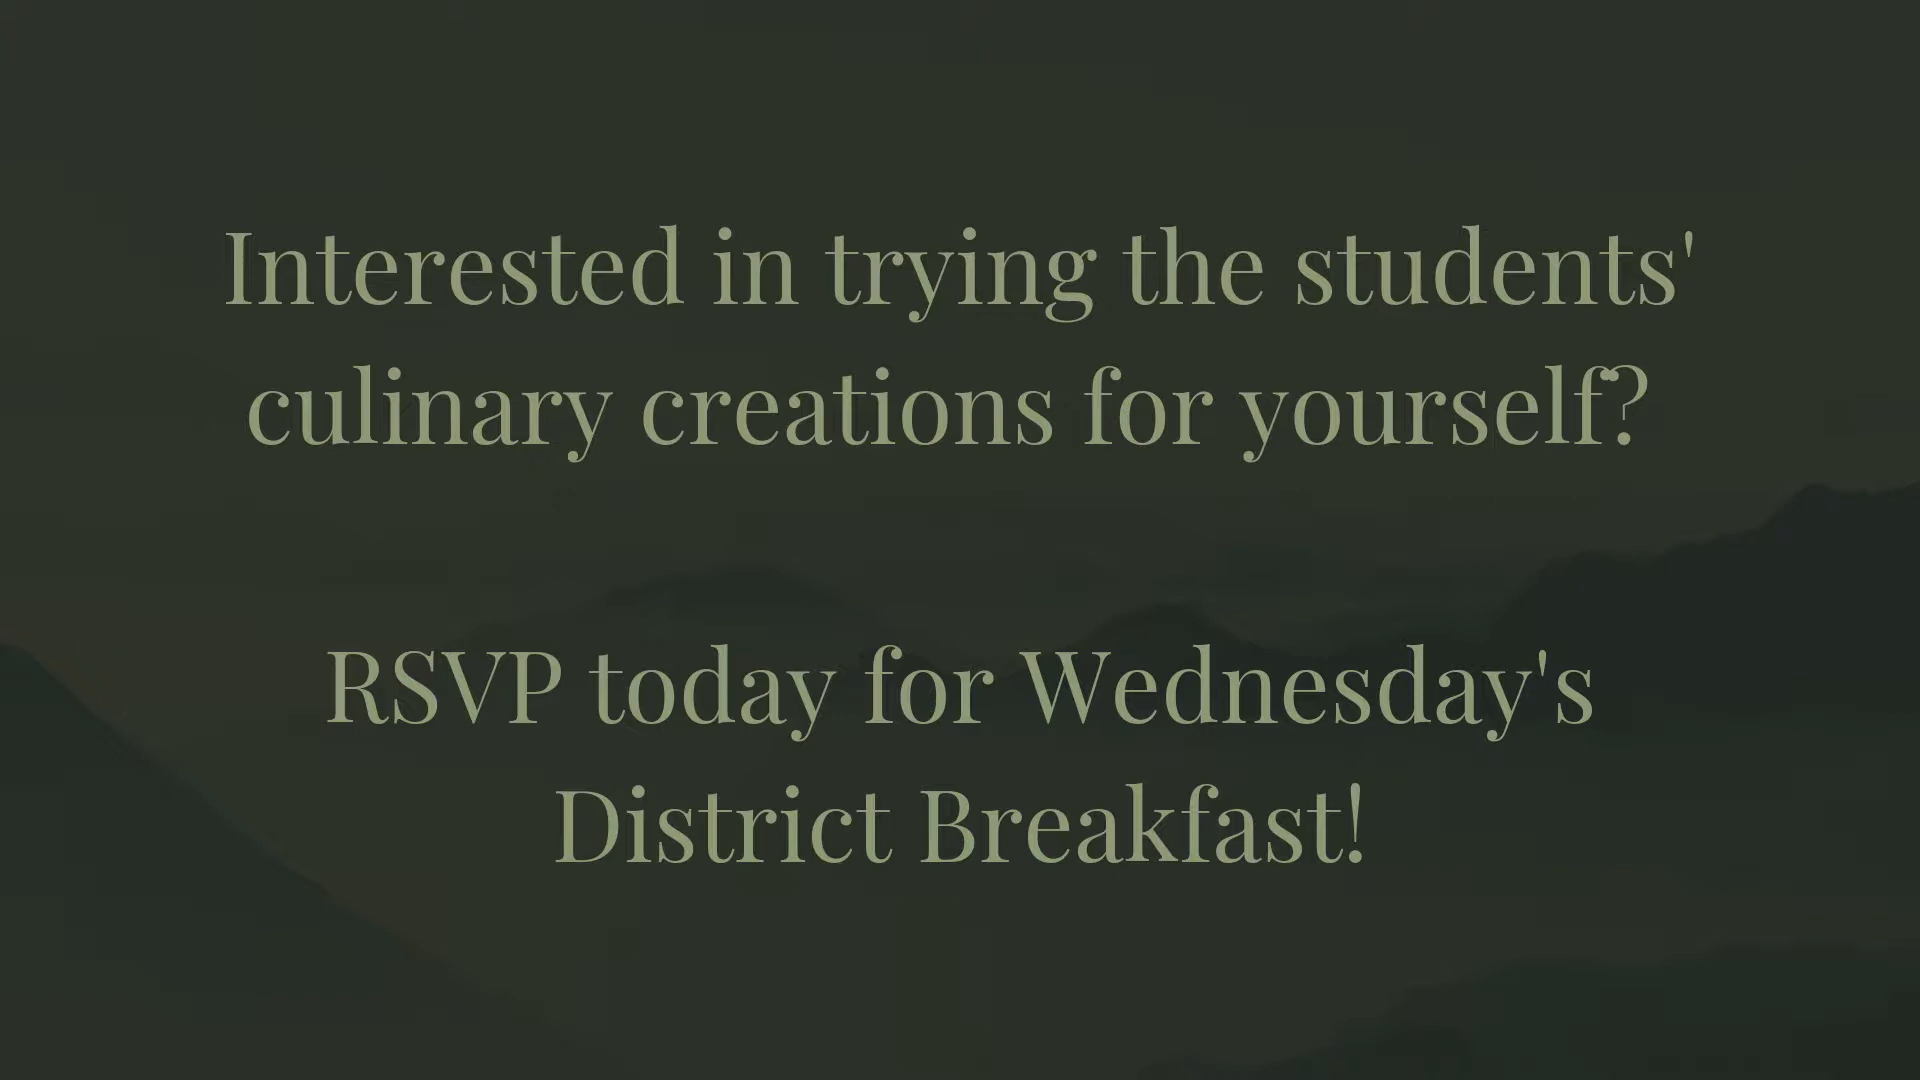 Interested in trying the students'
culinary creations for yourself?
RSVP today for Wednesday's
District Breakfast!